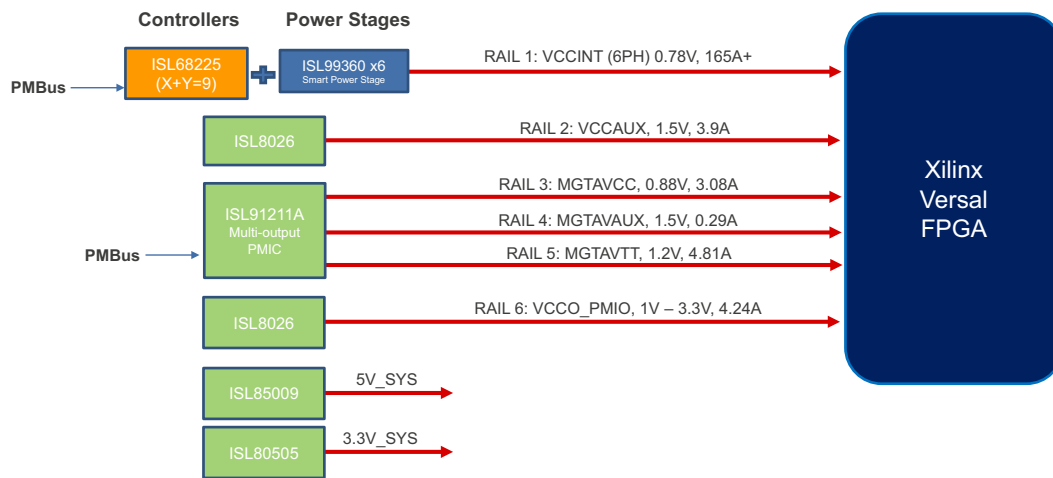 Controllers
Power Stages
PMBus
ISL68225
(X+Y=9)
ISL99360 x6
Smart Power Stage
RAIL 1: VCCINT (6PH) 0.78V, 165A+
ISL8026
RAIL 2: VCCAUX, 1.5V, 3.9A
PMBus
ISL91211A
Multi-output
PMIC
RAIL 3: MGTAVCC, 0.88V, 3.08A
RAIL 4: MGTAVAUX, 1.5V, 0.29A
RAIL 5: MGTAVTT, 1.2V, 4.81A
ISL8026
RAIL 6: VCCO_PMIO, 1V – 3.3V, 4.24A
ISL85009
5V_SYS
ISL80505
3.3V_SYS
Xilinx
Versal
FPGA